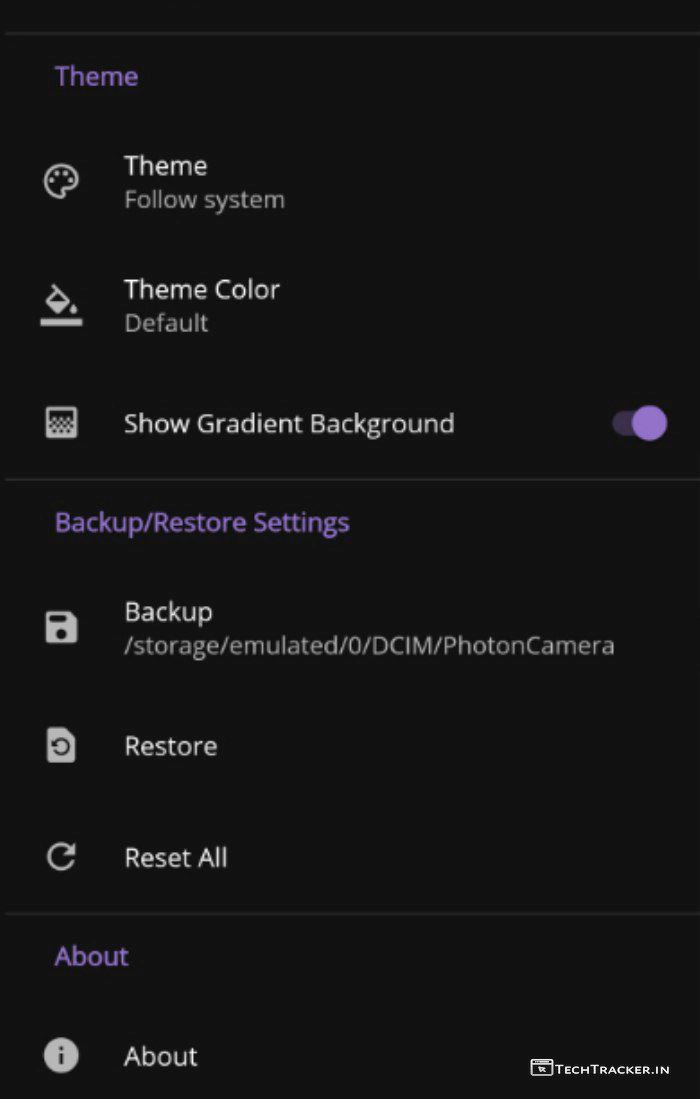 Theme
Theme
Follow system
Theme Color
Default
Show Gradient Background
Backup/Restore Settings
Backup
/storage/emulated/0/DCIM/PhotonCamera
Restore
Reset All
About
About
TECHTRACKER.IN